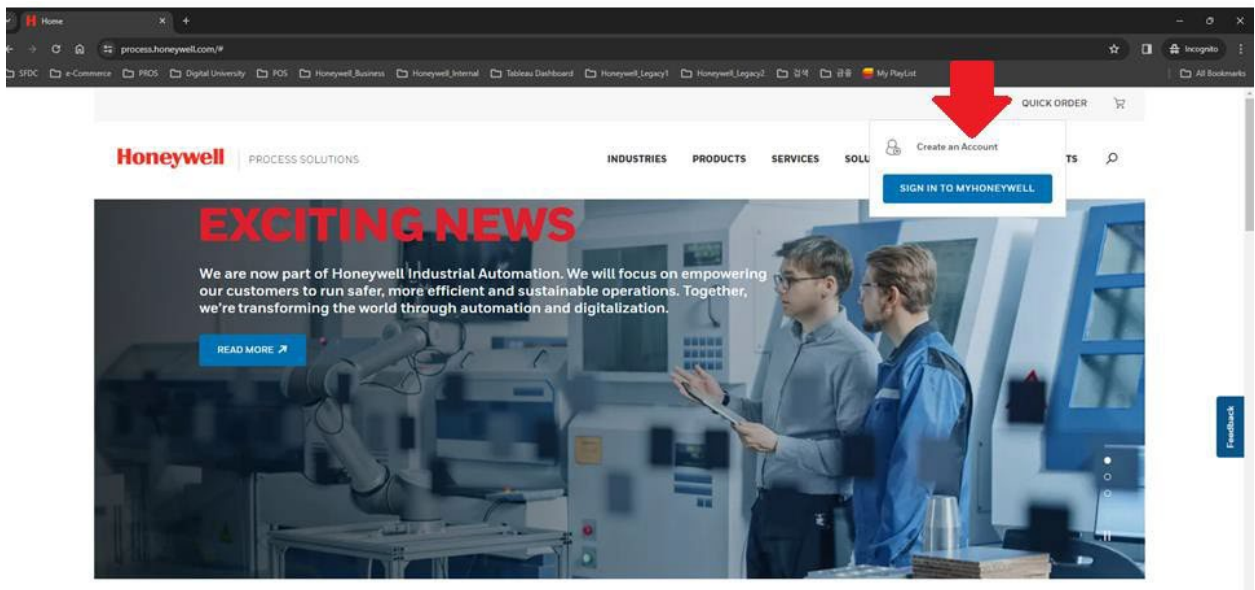 Home
process.honeywell.com/#
Incognito
SFDC e-Commerce PROS Digital University POS Honeywell_Business Honeywell_Internal Tableau Dashboard Honeywell_Legacy1 Honeywell_Legacy2 검색 금융 My PlayList All Bookmarks
QUICK ORDER
Create an Account
Honeywell PROCESS SOLUTIONS INDUSTRIES PRODUCTS SERVICES SOLU TS
SIGN IN TO MYHONEYWELL
EXCITING NEWS
We are now part of Honeywell Industrial Automation. We will focus on empowering
our customers to run safer, more efficient and sustainable operations. Together,
we're transforming the world through automation and digitalization.
READ MORE
Feedback